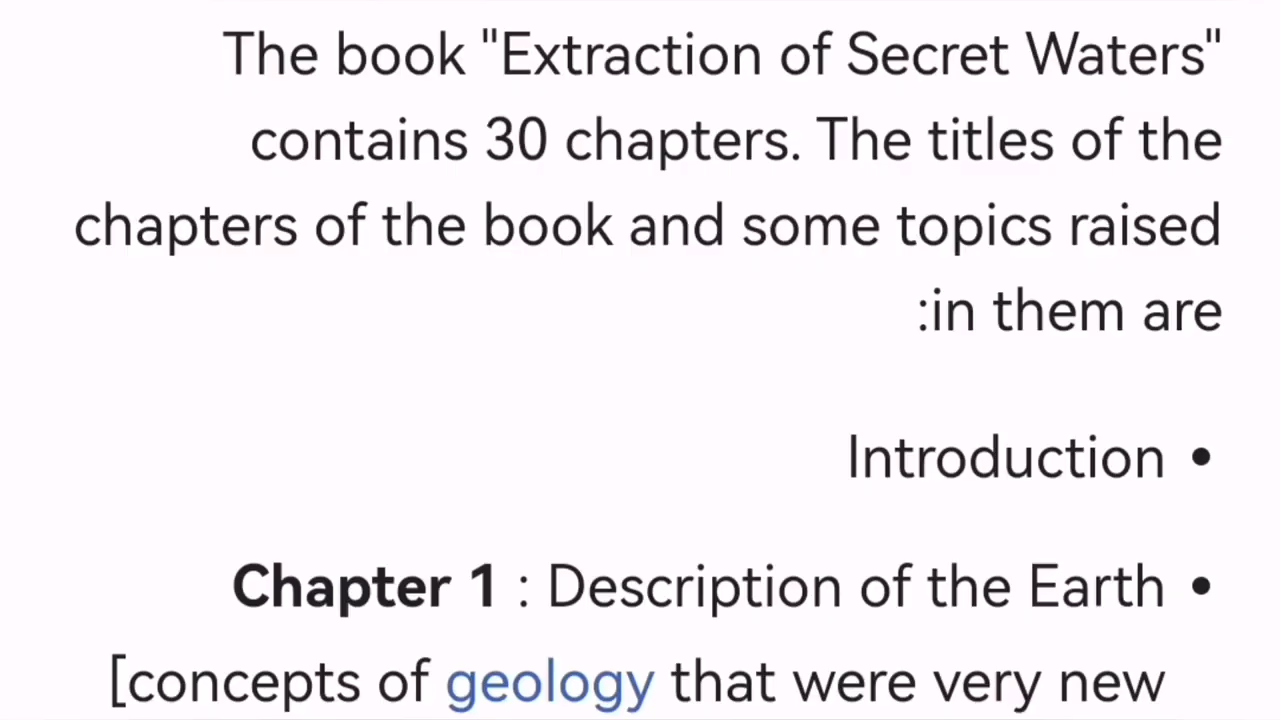 The book "Extraction of Secret Waters"
contains 30 chapters. The titles of the
chapters of the book and some topics raised
:in them are
Introduction •
Chapter 1 : Description of the Earth •
[concepts of geology that were very new